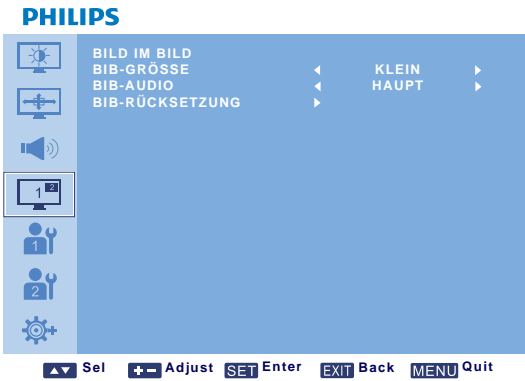 PHILIPS
BILD IM BILD
BIB-GRÖSSE KLEIN
BIB-AUDIO HAUPT
BIB-RÜCKSETZUNG
1 2
1
2
Sel Adjust SET Enter EXIT Back MENU Quit